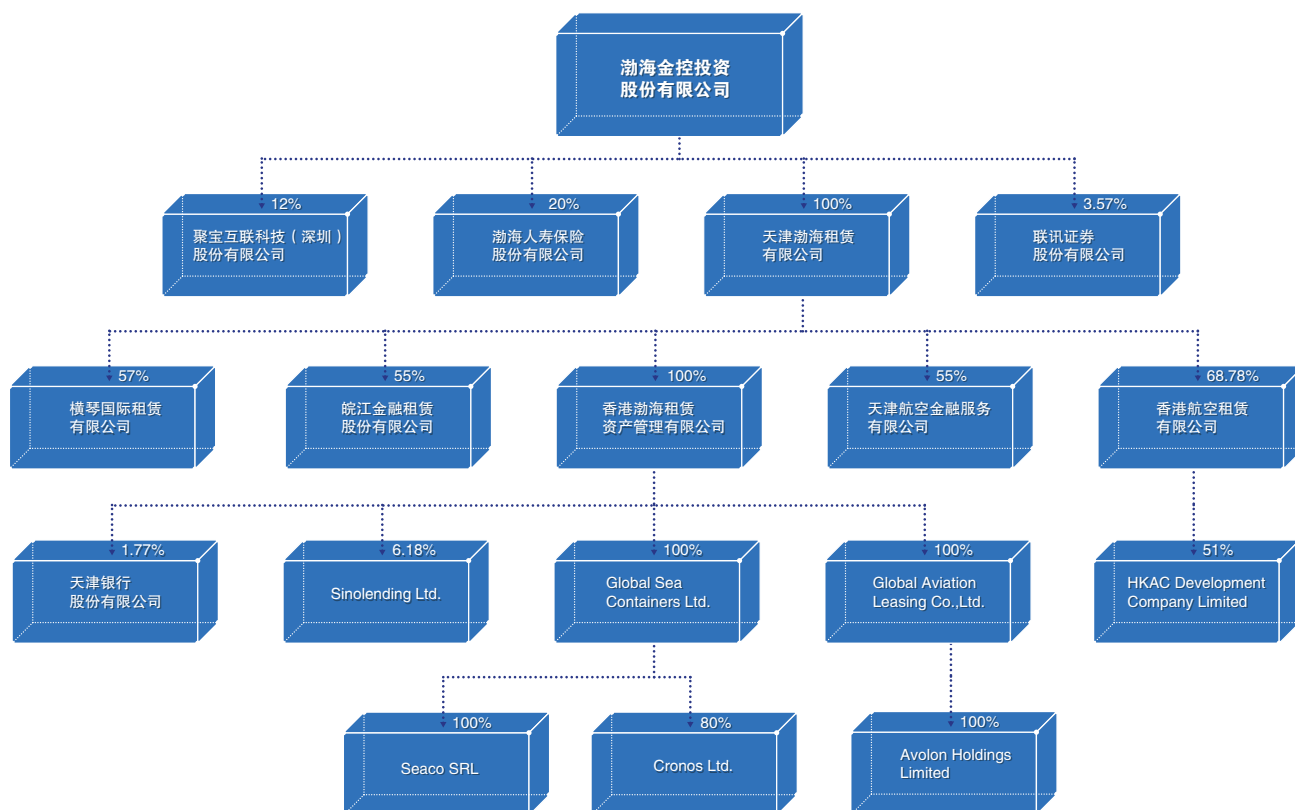 渤海金控投资
股份有限公司
12%
20%
100%
3.57%
聚宝互联科技（深圳）
股份有限公司
渤海人寿保险
股份有限公司
天津渤海租赁
有限公司
联讯证券
股份有限公司
57%
55%
100%
55%
68.78%
横琴国际租赁
有限公司
皖江金融租赁
股份有限公司
香港渤海租赁
资产管理有限公司
天津航空金融服务
有限公司
香港航空租赁
有限公司
1.77%
6.18%
100%
100%
51%
天津银行
股份有限公司
Sinolending Ltd.
Global Sea
Containers Ltd.
Global Aviation
Leasing Co.,Ltd.
HKAC Development
Company Limited
100%
80%
100%
Seaco SRL
Cronos Ltd.
Avolon Holdings
Limited